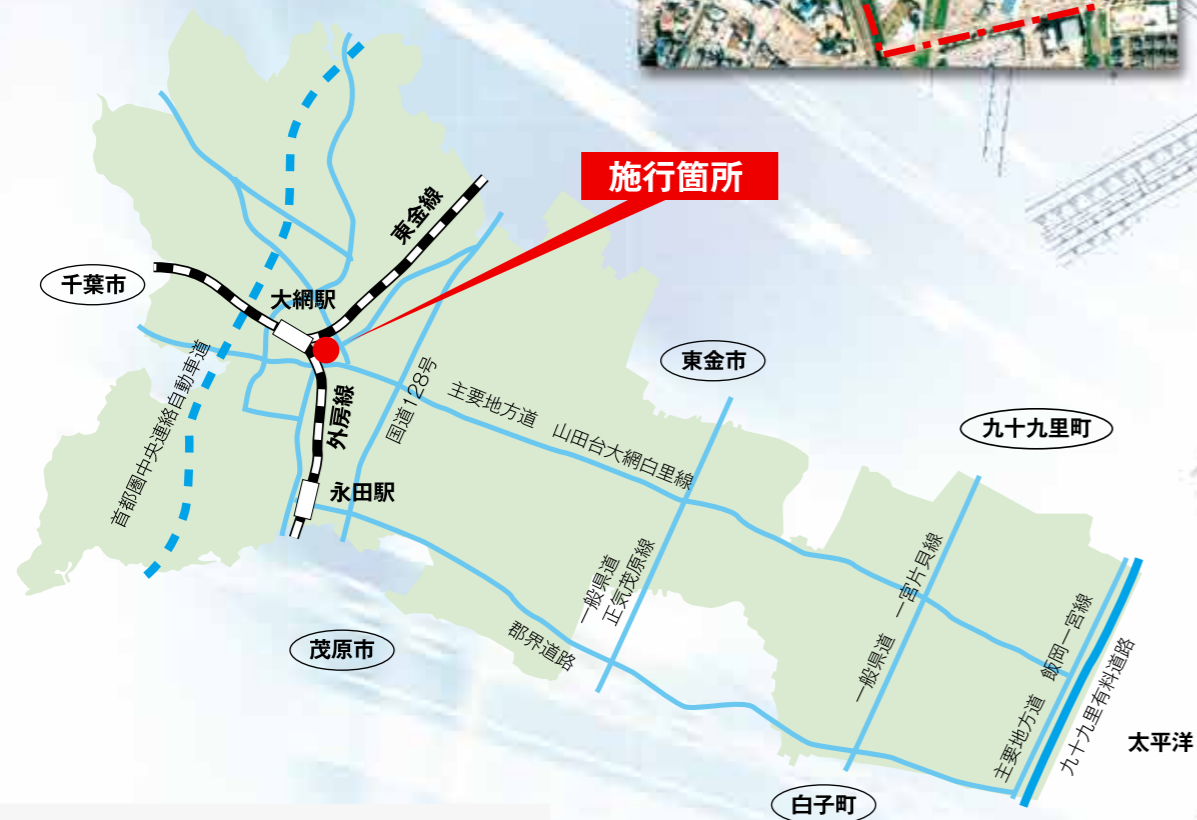 施行箇所
東金線
千葉市
大網駅
東金市
首都圏中央連絡自動車道
外房線
国道128号
主要地方道 山田台大網白里線
九十九里町
永田駅
一般県道
正気茂原線
一般県道 一宮片貝線
茂原市
郡界道路
主要地方道 飯岡一宮線
九十九里有料道路
太平洋
白子町